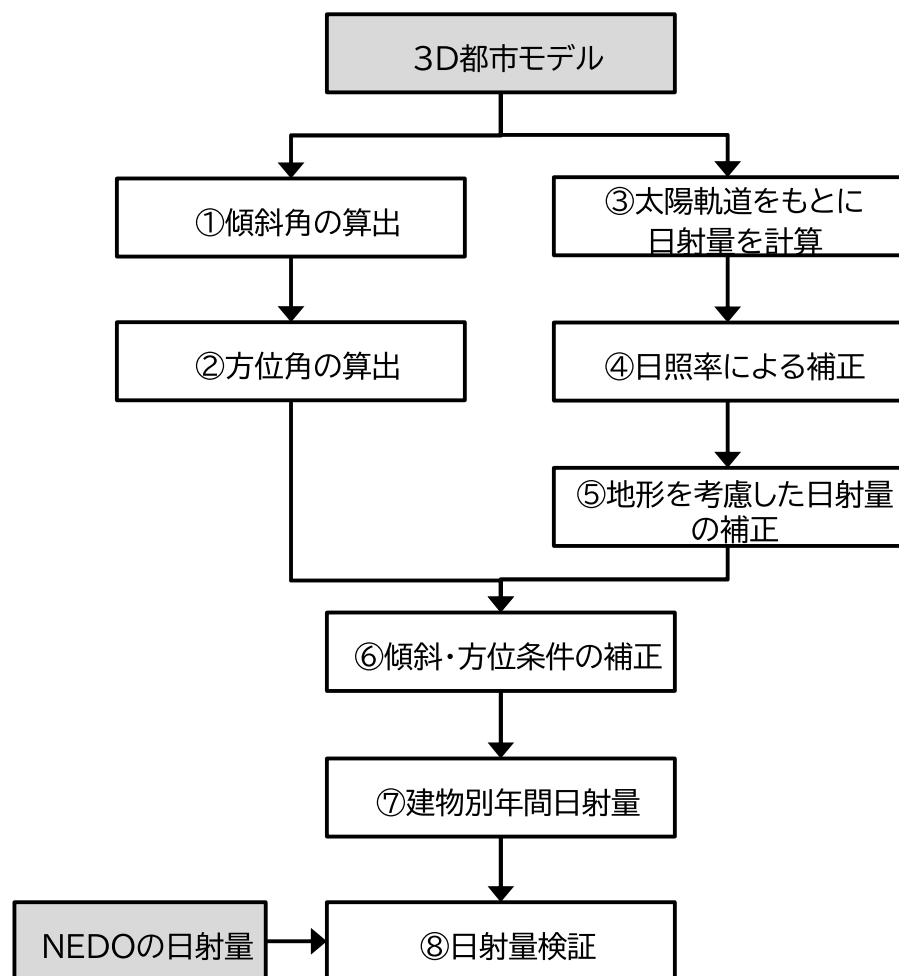 3D都市モデル
①傾斜角の算出
③太陽軌道をもとに
日射量を計算
②方位角の算出
④日照率による補正
⑤地形を考慮した日射量
の補正
⑥傾斜・方位条件の補正
⑦建物別年間日射量
NEDOの日射量
⑧日射量検証